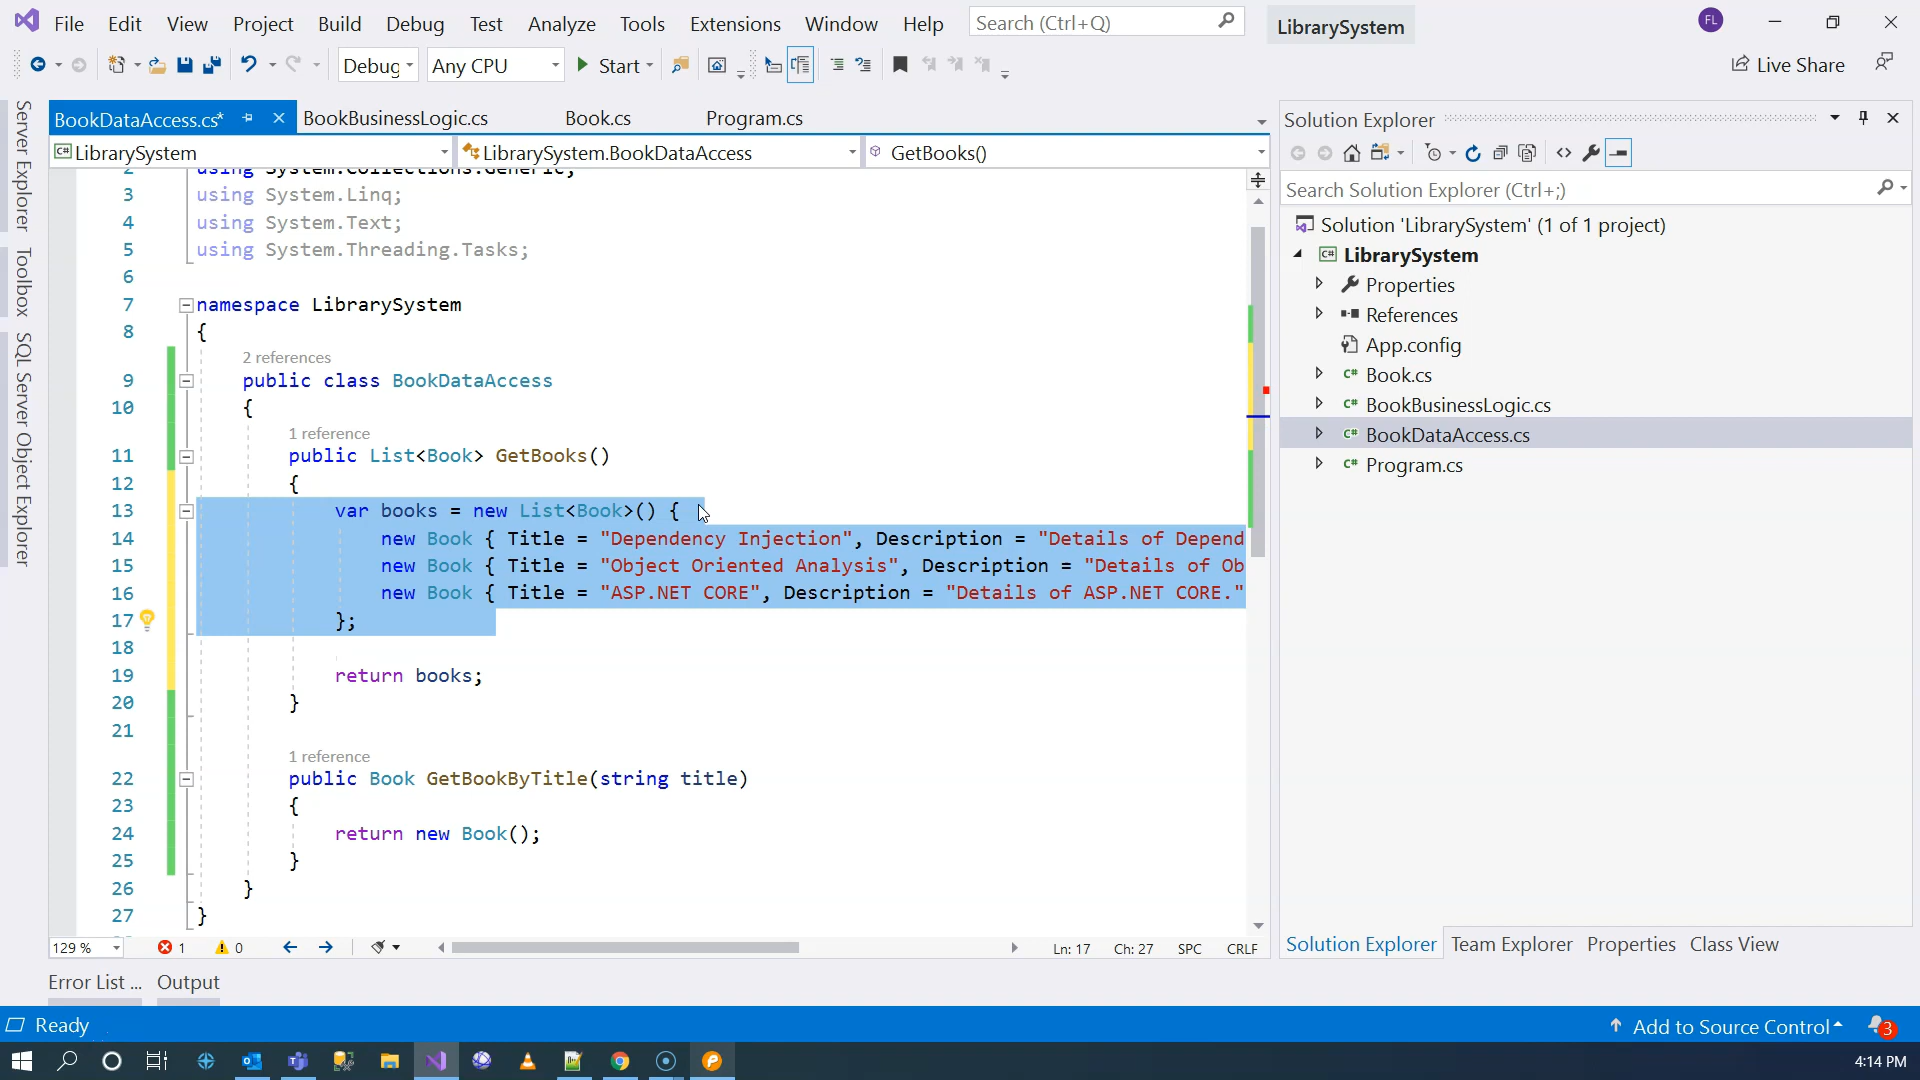 File Edit View Project Build Debug Test Analyze Tools Extensions Window Help Search (Ctrl+Q) LibrarySystem FL
Debug Any CPU Start Live Share
BookDataAccess.cs* BookBusinessLogic.cs Book.cs Program.cs
LibrarySystem LibrarySystem.BookDataAccess GetBooks()
Server Explorer
Toolbox
SQL Server Object Explorer
2 using System.Collections.Generic;
3 using System.Linq;
4 using System.Text;
5 using System.Threading.Tasks;
6
7 namespace LibrarySystem
8 {
2 references
9 public class BookDataAccess
10 {
1 reference
11 public List<Book> GetBooks()
12 {
13 var books = new List<Book>() {
14 new Book { Title = "Dependency Injection", Description = "Details of Depend
15 new Book { Title = "Object Oriented Analysis", Description = "Details of Ob
16 new Book { Title = "ASP.NET CORE", Description = "Details of ASP.NET CORE."
17 };
18
19 return books;
20 }
21
1 reference
22 public Book GetBookByTitle(string title)
23 {
24 return new Book();
25 }
26 }
27 }
129 % 1 0 Ln: 17 Ch: 27 SPC CRLF
Solution Explorer
Search Solution Explorer (Ctrl+;)
Solution 'LibrarySystem' (1 of 1 project)
C# LibrarySystem
Properties
References
App.config
C# Book.cs
C# BookBusinessLogic.cs
C# BookDataAccess.cs
C# Program.cs
Solution Explorer Team Explorer Properties Class View
Error List ... Output
Ready Add to Source Control 3
4:14 PM